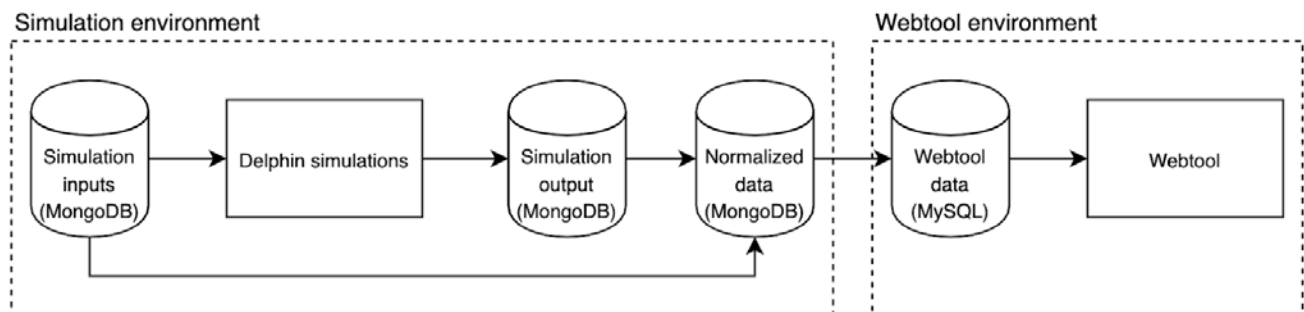 Simulation environment
Webtool environment
Simulation
inputs
(MongoDB)
Delphin simulations
Simulation
output
(MongoDB)
Normalized
data
(MongoDB)
Webtool
data
(MySQL)
Webtool